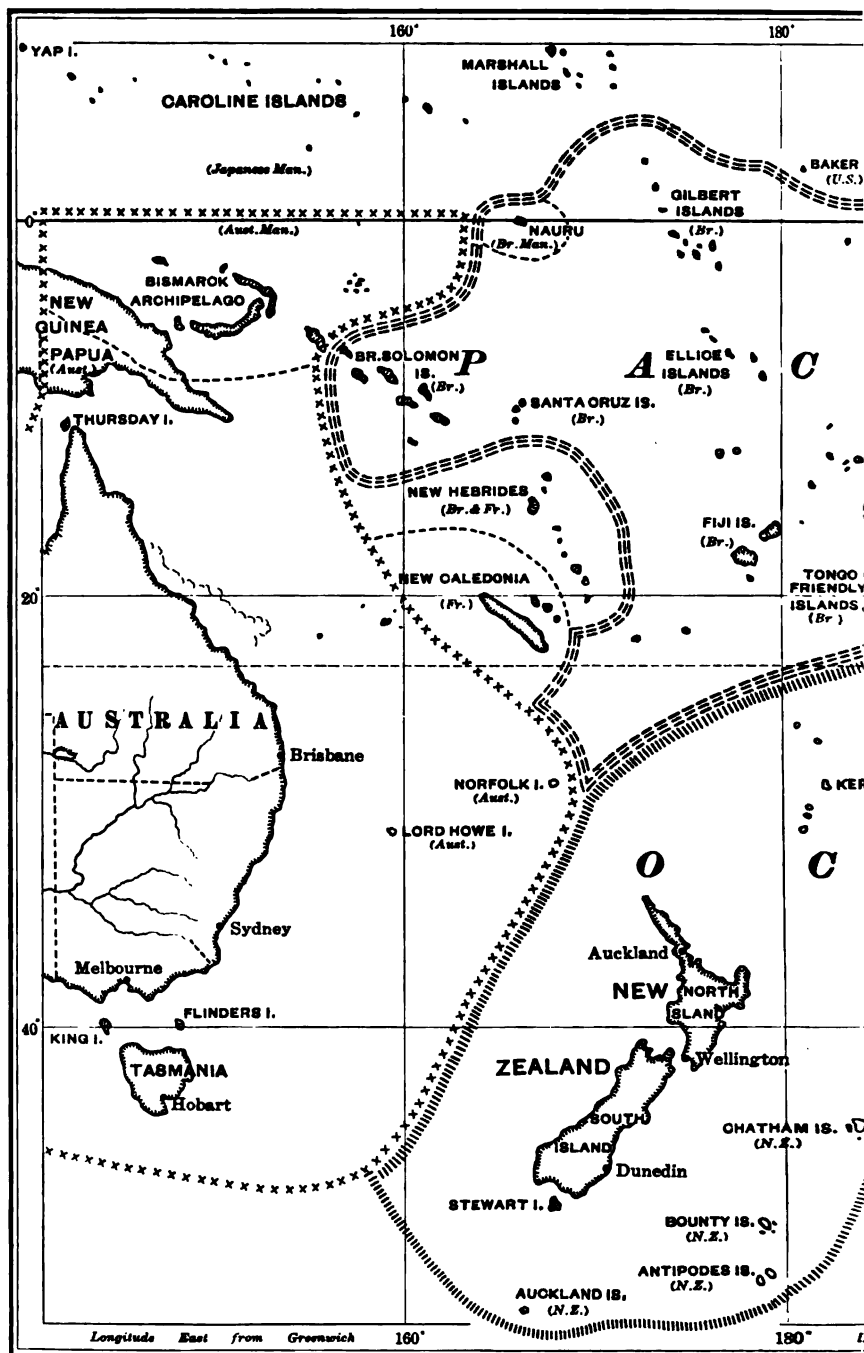 160°
180°
YAP I.
MARSHALL
ISLANDS
CAROLINE ISLANDS
(Japanese Man.)
BAKER
(U.S.)
GILBERT
ISLANDS
(Br.)
0°
(Aust. Man.)
NAURU
(Br. Man.)
BISMAROK
ARCHIPELAGO
NEW
GUINEA
PAPUA
(Aust.)
BR. SOLOMON
IS.
(Br.)
P
A
C
ELLICE
ISLANDS
(Br.)
THURSDAY I.
SANTA CRUZ IS.
(Br.)
NEW HEBRIDES
(Br. & Fr.)
FIJI IS.
(Br.)
NEW CALEDONIA
(Fr.)
20°
TONGO
FRIENDLY
ISLANDS
(Br.)
AUSTRALIA
Brisbane
NORFOLK I.
(Aust.)
KER
LORD HOWE I.
(Aust.)
O
C
Sydney
Auckland
Melbourne
NEW
NORTH
ISLAND
FLINDERS I.
KING I.
40°
Wellington
ZEALAND
TASMANIA
Hobart
SOUTH
ISLAND
CHATHAM IS.
(N.Z.)
Dunedin
STEWART I.
BOUNTY IS.
(N.Z.)
ANTIPODES IS.
(N.Z.)
AUCKLAND IS.
(N.Z.)
Longitude East from Greenwich
160°
180°